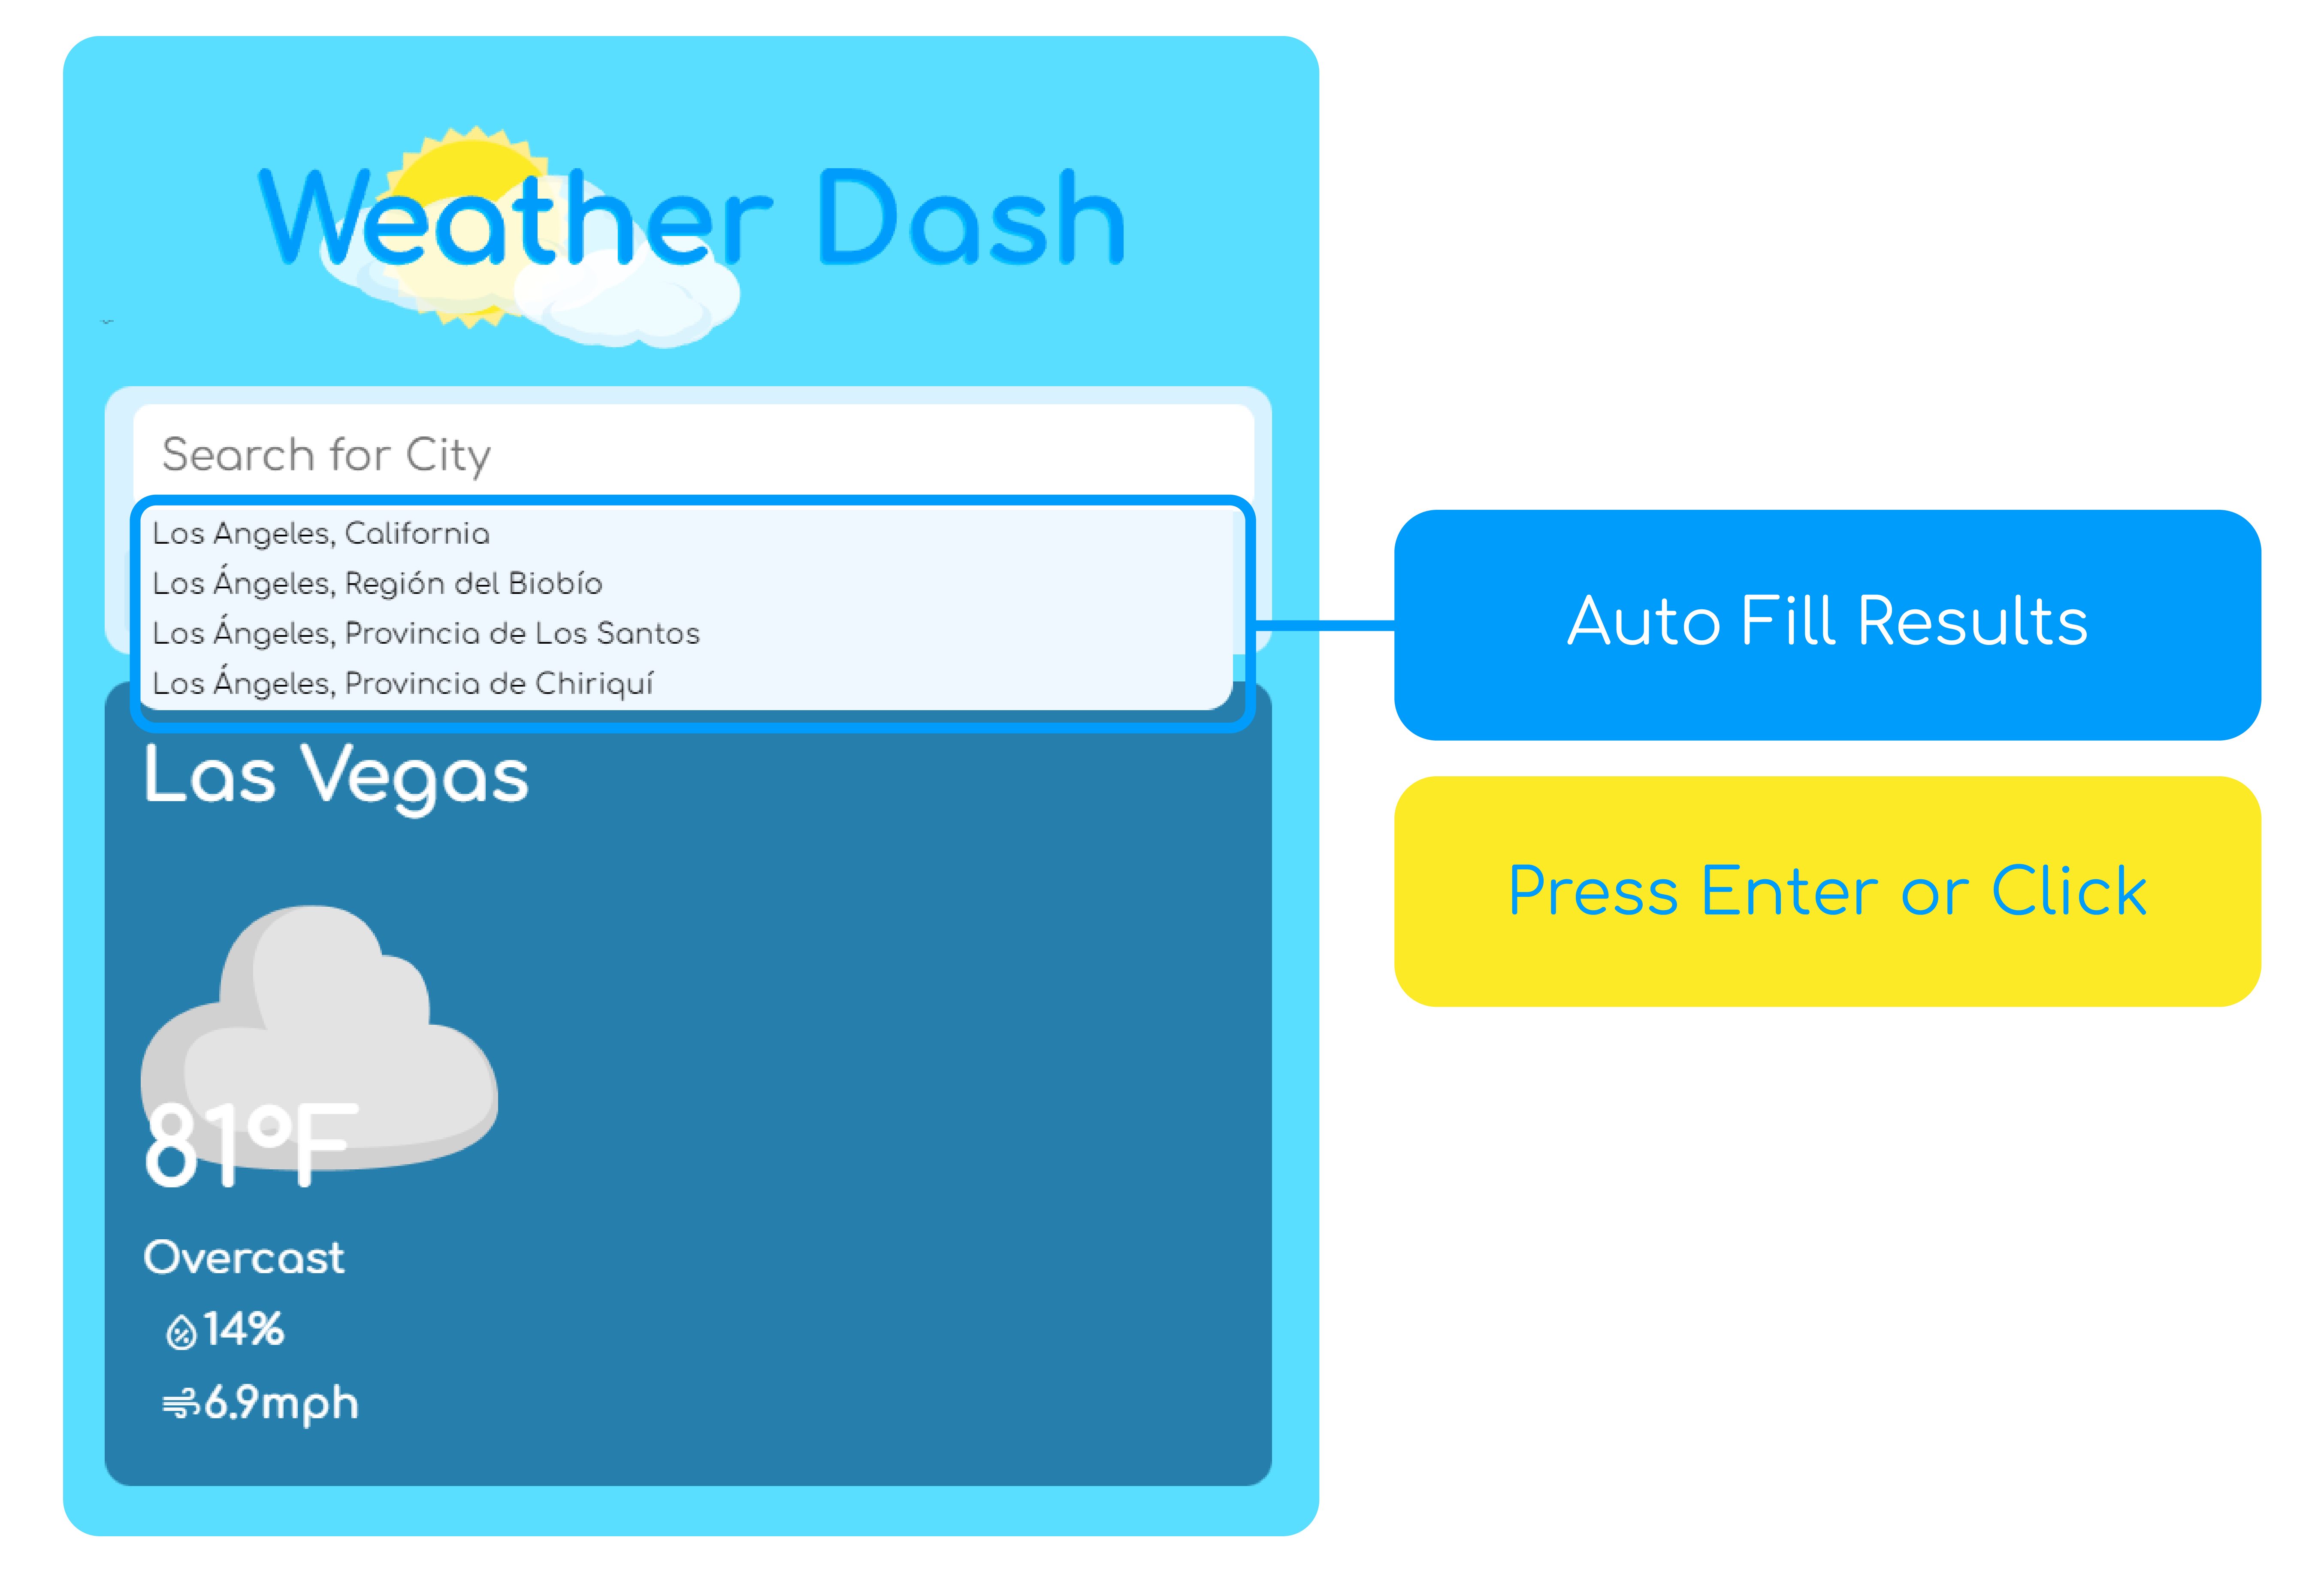 Weather Dash
Search for City
Los Angeles, California
Los Ángeles, Región del Biobío
Los Ángeles, Provincia de Los Santos
Los Ángeles, Provincia de Chiriquí
Auto Fill Results
Press Enter or Click
Las Vegas
81°F
Overcast
14%
6.9mph